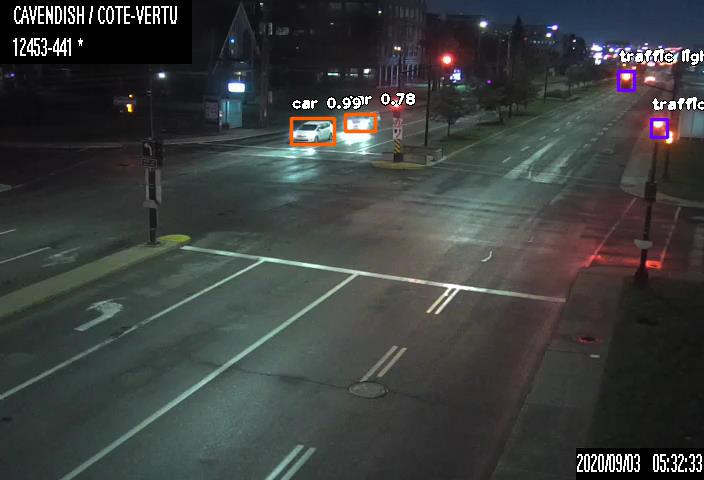 CAVENDISH / COTE-VERTU
12453-441 *
traffic ligh
car 0.99
car 0.78
traffic
2020/09/03 05:32:33